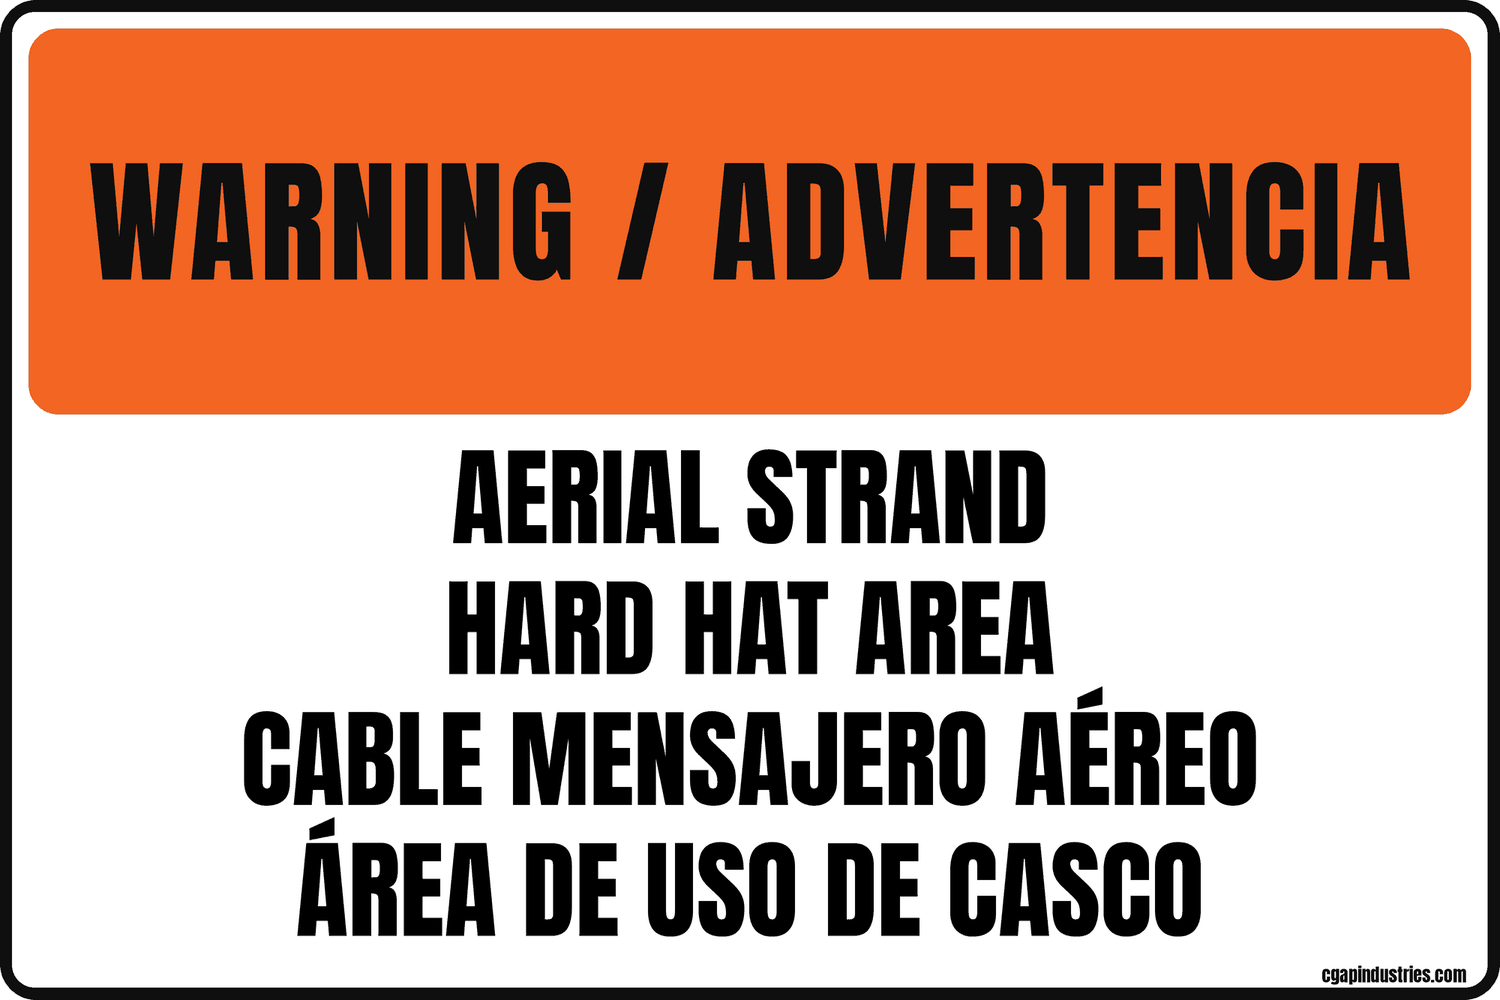 WARNING / ADVERTENCIA
AERIAL STRAND
HARD HAT AREA
CABLE MENSAJERO AÉREO
ÁREA DE USO DE CASCO
cgapindustries.com